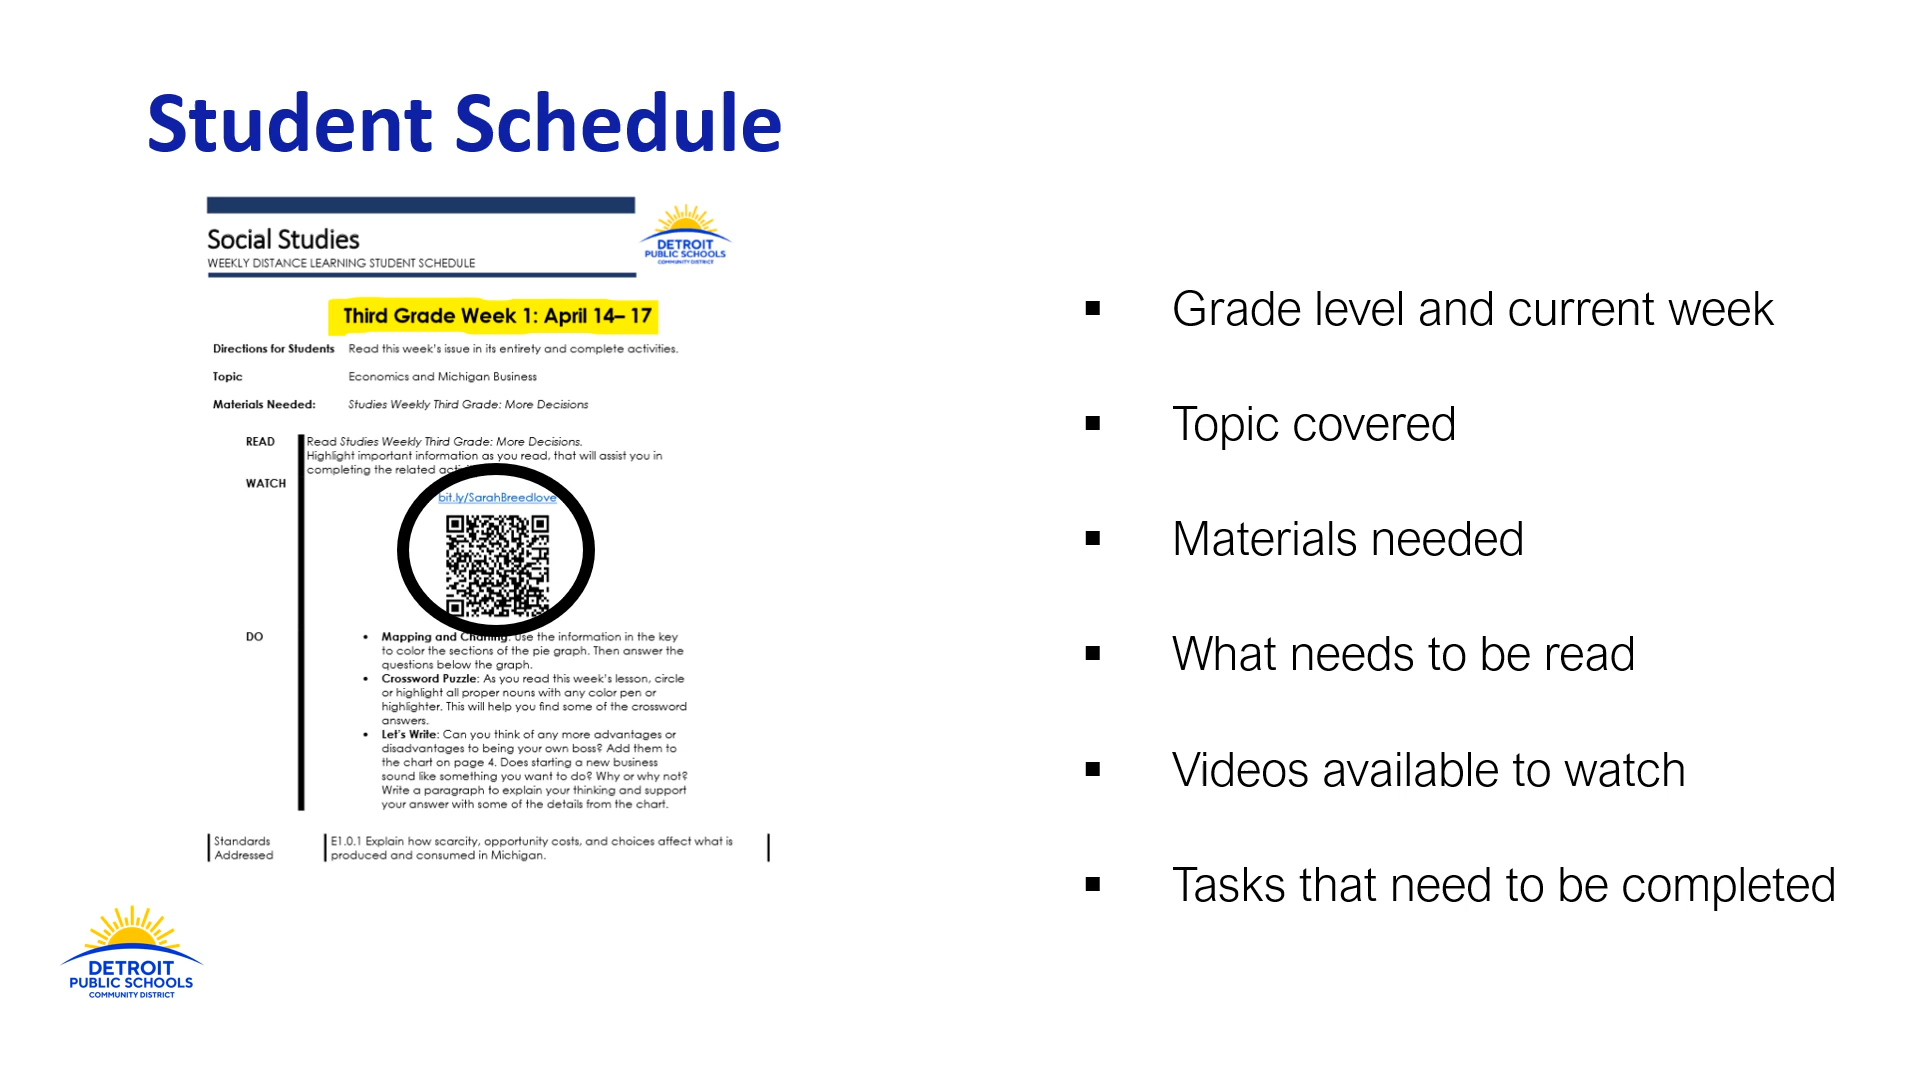 Student Schedule
Social Studies
WEEKLY DISTANCE LEARNING STUDENT SCHEDULE
DETROIT
PUBLIC SCHOOLS
COMMUNITY DISTRICT
Third Grade Week 1: April 14– 17
Directions for Students Read this week's issue in its entirety and complete activities.
Topic Economics and Michigan Business
Materials Needed: Studies Weekly Third Grade: More Decisions
READ Read Studies Weekly Third Grade: More Decisions.
Highlight important information as you read, that will assist you in
completing the related
WATCH
bit.ly/SarahBreedlove
DO
• Mapping and Charting: Use the information in the key
to color the sections of the pie graph. Then answer the
questions below the graph.
• Crossword Puzzle: As you read this week's lesson, circle
or highlight all proper nouns with any color pen or
highlighter. This will help you find some of the crossword
answers.
• Let's Write: Can you think of any more advantages or
disadvantages to being your own boss? Add them to
the chart on page 4. Does starting a new business
sound like something you want to do? Why or why not?
Write a paragraph to explain your thinking and support
your answer with some of the details from the chart.
Standards
Addressed
E1.0.1 Explain how scarcity, opportunity costs, and choices affect what is
produced and consumed in Michigan.
▪ Grade level and current week
▪ Topic covered
▪ Materials needed
▪ What needs to be read
▪ Videos available to watch
▪ Tasks that need to be completed
DETROIT
PUBLIC SCHOOLS
COMMUNITY DISTRICT